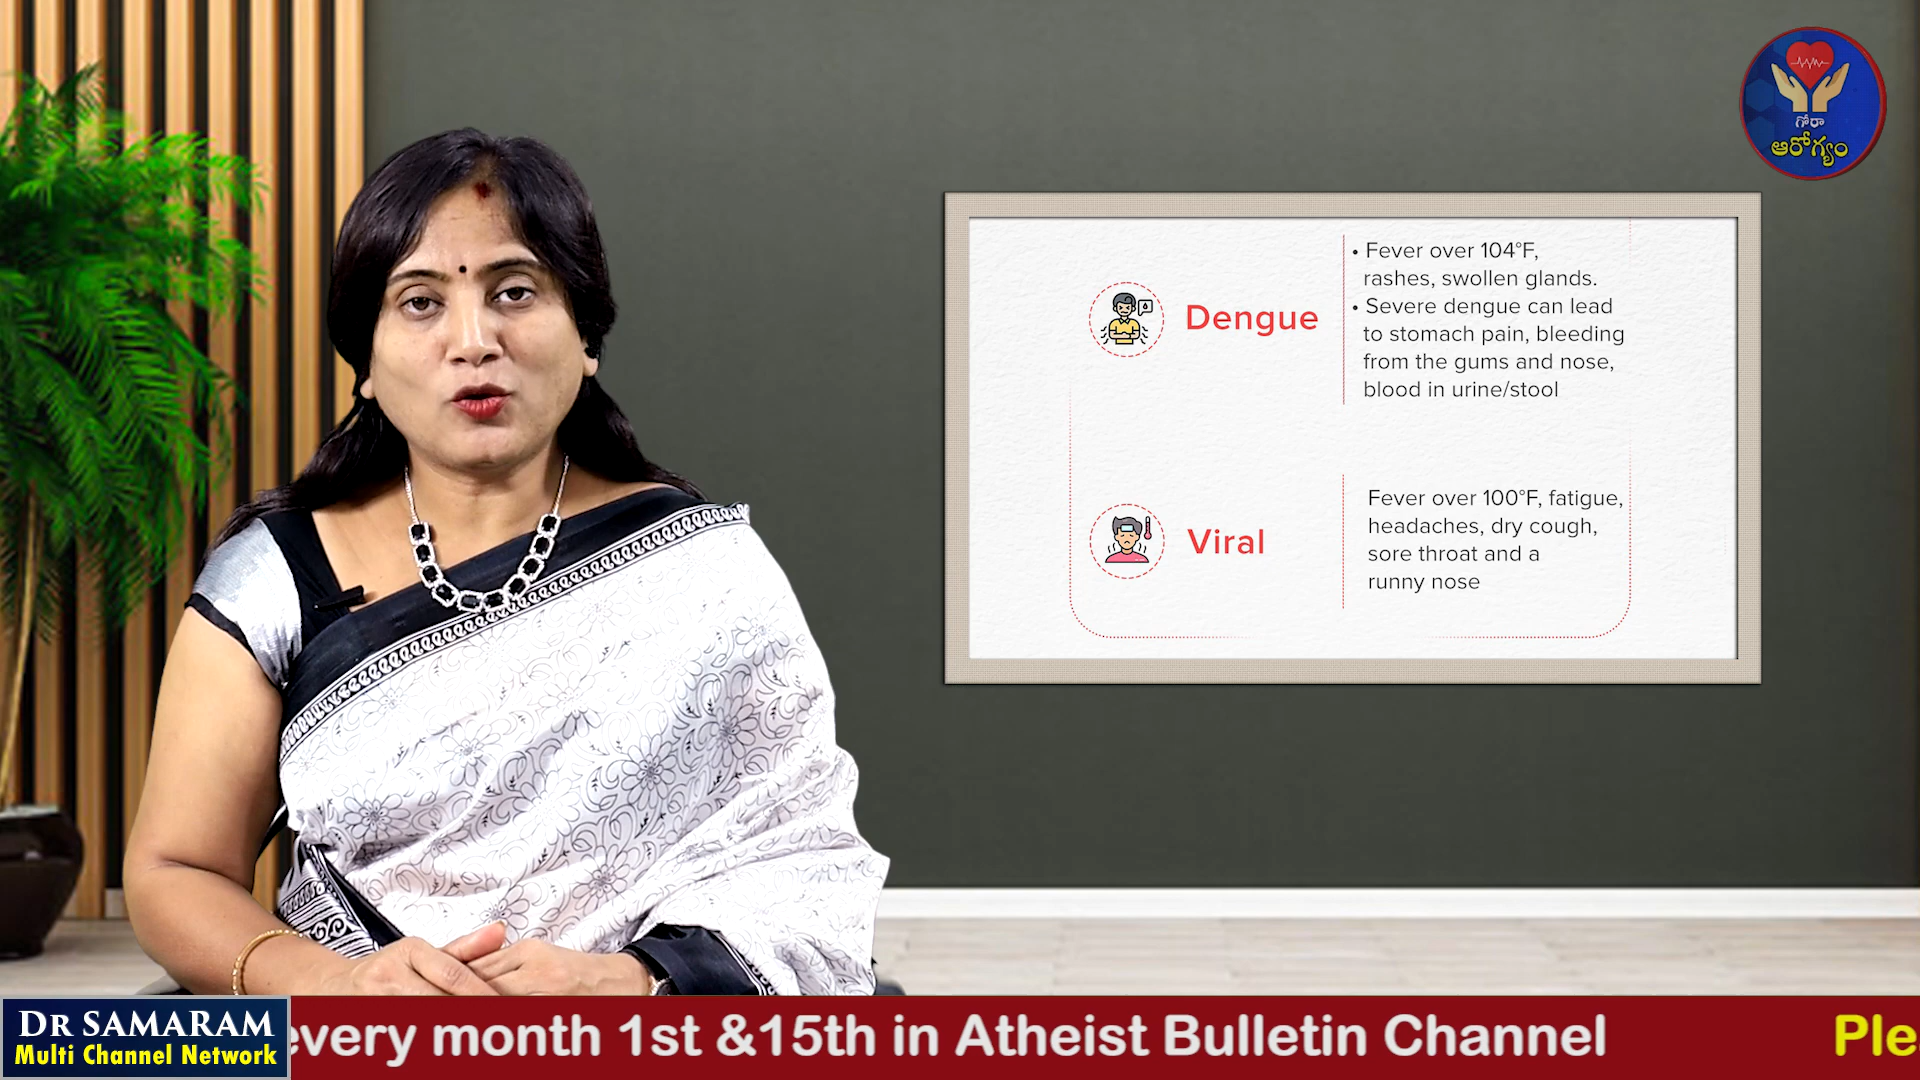 గోరా
ఆరోగ్యం
Dengue
• Fever over 104°F,
rashes, swollen glands.
• Severe dengue can lead
to stomach pain, bleeding
from the gums and nose,
blood in urine/stool
Viral
Fever over 100°F, fatigue,
headaches, dry cough,
sore throat and a
runny nose
DR SAMARAM
Multi Channel Network
every month 1st &15th in Atheist Bulletin Channel
Ple